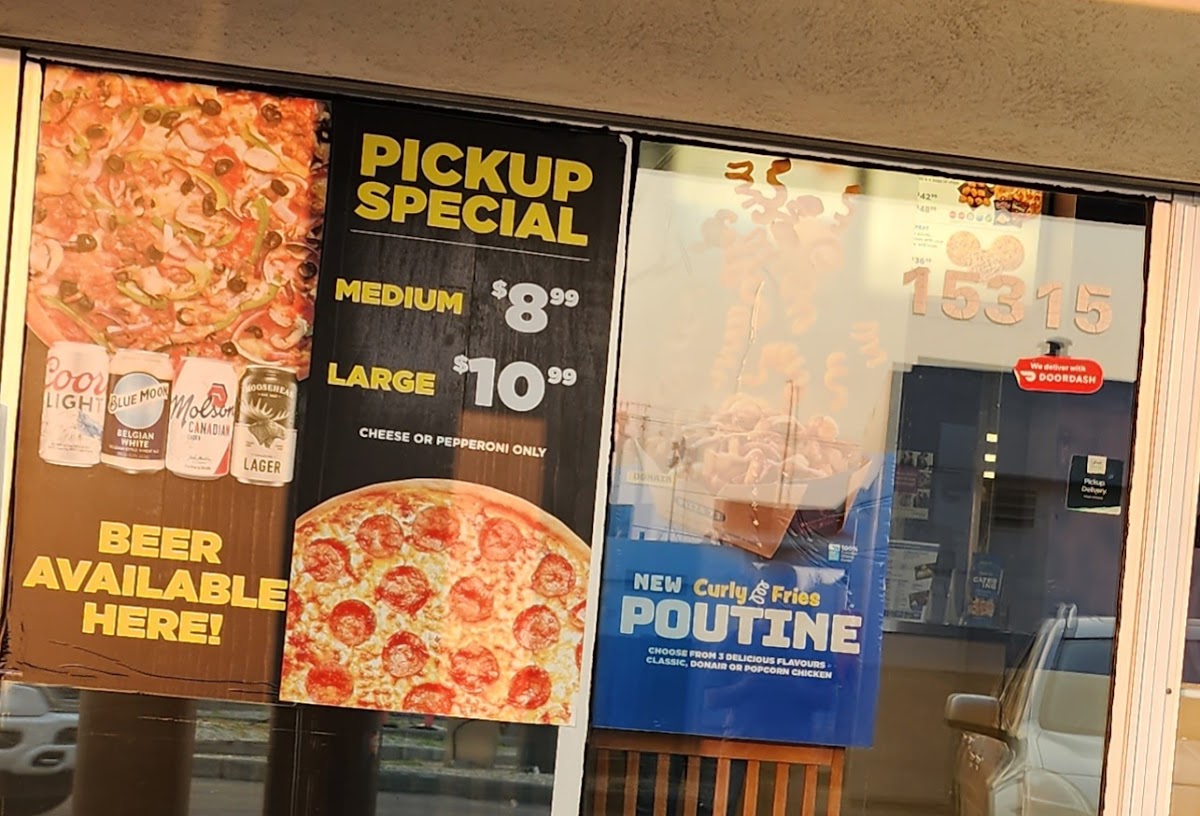 Coors
LIGHT
BLUE MOON
BELGIAN
WHITE
Molson
CANADIAN
MOOSEHEAD
LAGER
BEER
AVAILABLE
HERE!
PICKUP
SPECIAL
MEDIUM $8.99
LARGE $10.99
CHEESE OR PEPPERONI ONLY
DONAIR
100%
NEW Curly Fries
POUTINE
CHOOSE FROM 3 DELICIOUS FLAVOURS -
CLASSIC, DONAIR OR POPCORN CHICKEN
15315
We deliver with
DOORDASH
Pickup
Delivery